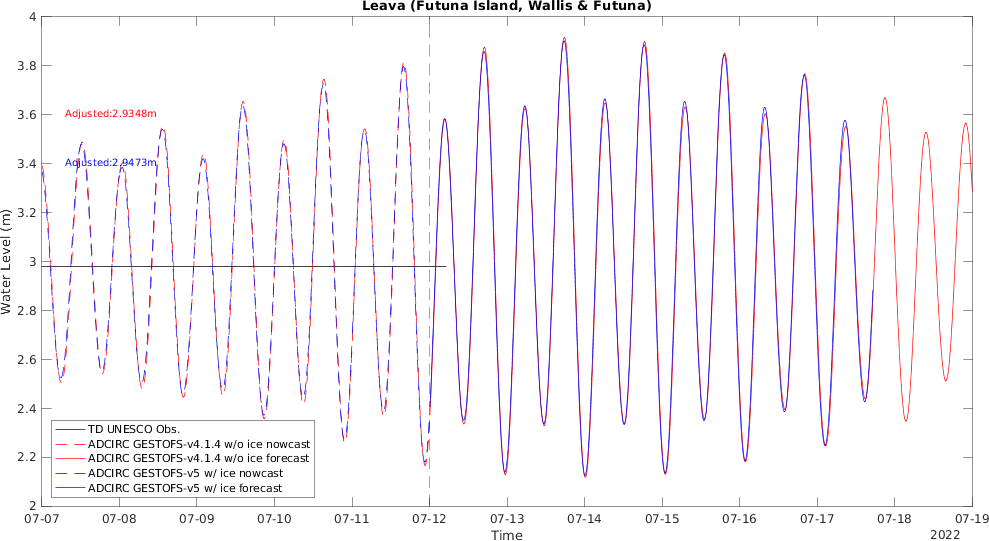 Leava (Futuna Island, Wallis & Futuna)
4
3.8
3.6
3.4
3.2
3
2.8
2.6
2.4
2.2
2
Water Level (m)
Adjusted:2.9348m
Adjusted:2.9473m
TD UNESCO Obs.
ADCIRC GESTOFS-v4.1.4 w/o ice nowcast
ADCIRC GESTOFS-v4.1.4 w/o ice forecast
ADCIRC GESTOFS-v5 w/ ice nowcast
ADCIRC GESTOFS-v5 w/ ice forecast
07-07 07-08 07-09 07-10 07-11 07-12 07-13 07-14 07-15 07-16 07-17 07-18 07-19
Time
2022